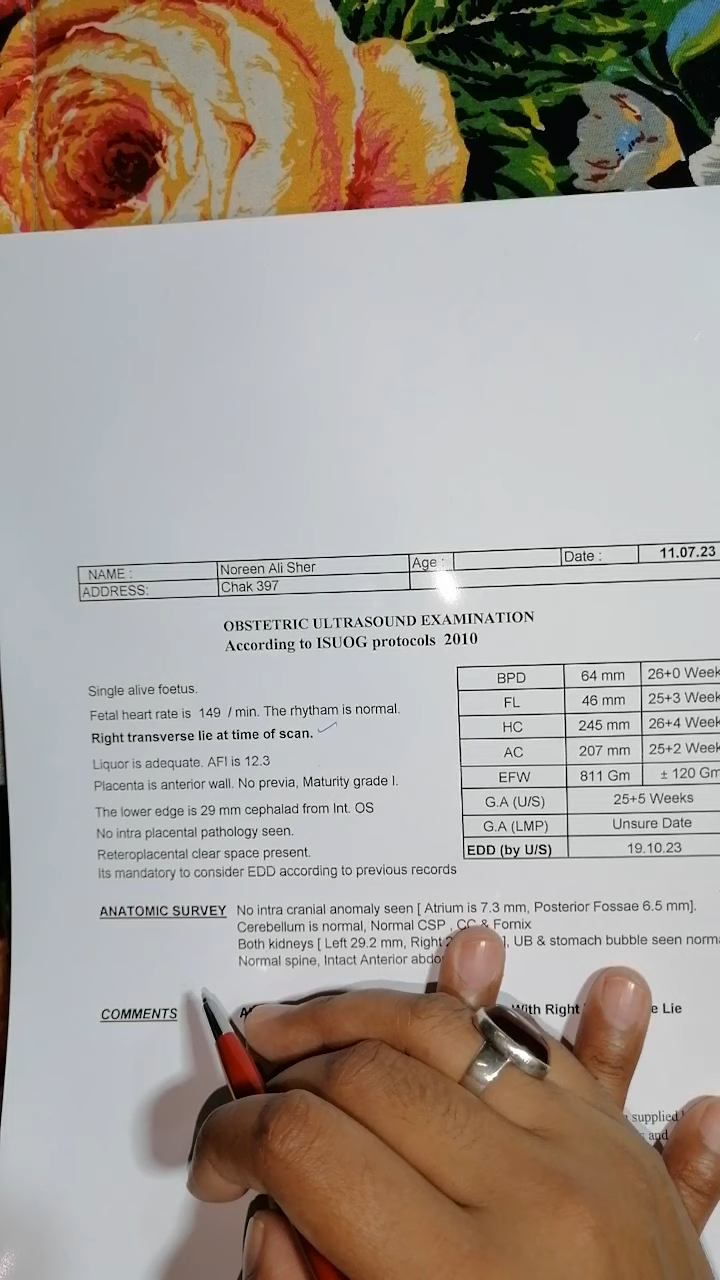 NAME : Noreen Ali Sher Age : Date : 11.07.23
ADDRESS: Chak 397
OBSTETRIC ULTRASOUND EXAMINATION
According to ISUOG protocols 2010
Single alive foetus.
Fetal heart rate is 149 / min. The rhytham is normal.
Right transverse lie at time of scan.
Liquor is adequate. AFI is 12.3
Placenta is anterior wall. No previa, Maturity grade I.
The lower edge is 29 mm cephalad from Int. OS
No intra placental pathology seen.
Reteroplacental clear space present.
Its mandatory to consider EDD according to previous records
BPD 64 mm 26+0 Week
FL 46 mm 25+3 Week
HC 245 mm 26+4 Week
AC 207 mm 25+2 Week
EFW 811 Gm ± 120 Gm
G.A (U/S) 25+5 Weeks
G.A (LMP) Unsure Date
EDD (by U/S) 19.10.23
ANATOMIC SURVEY No intra cranial anomaly seen [ Atrium is 7.3 mm, Posterior Fossae 6.5 mm].
Cerebellum is normal, Normal CSP , CC & Fornix
Both kidneys [ Left 29.2 mm, Right ], UB & stomach bubble seen
Normal spine, Intact Anterior
COMMENTS With Right Lie
supplied
and